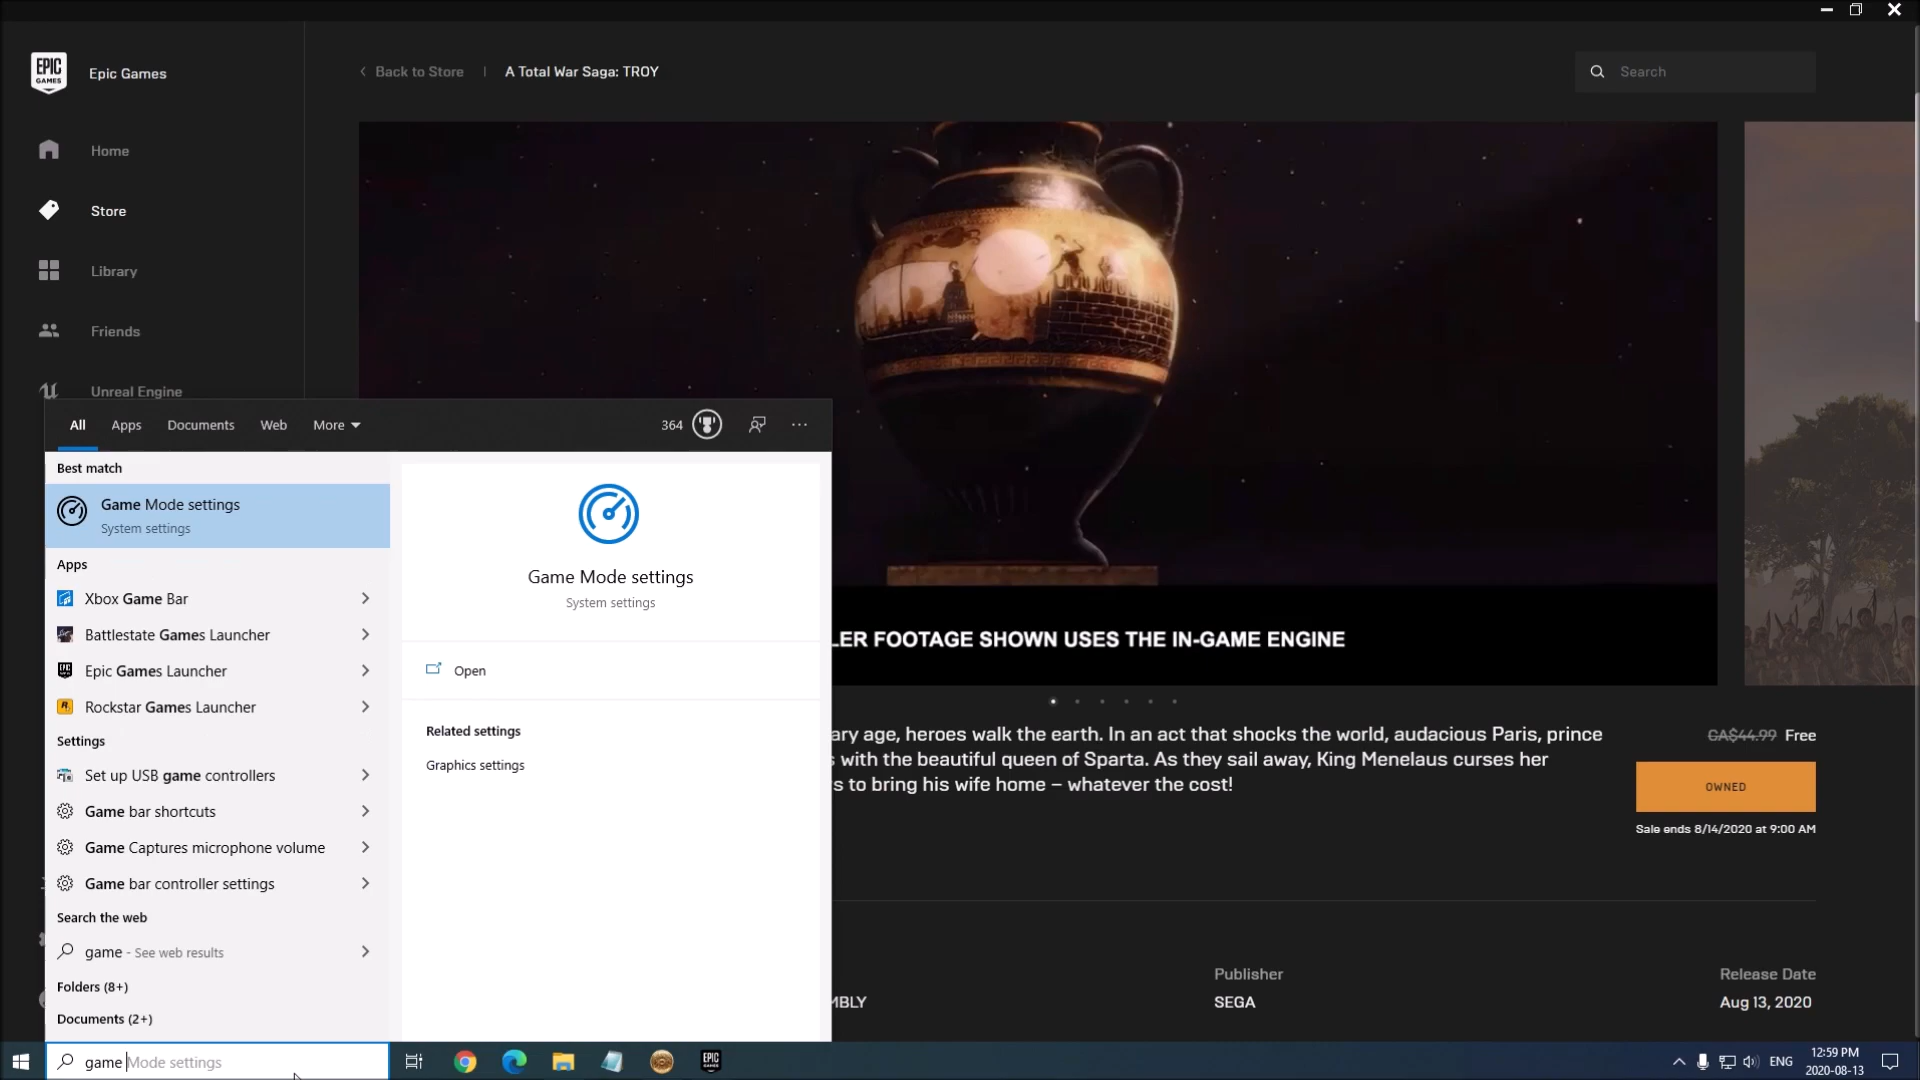 EPIC
GAMES
Epic Games
Back to Store
A Total War Saga: TROY
Search
Home
Store
Library
Friends
Unreal Engine
All
Apps
Documents
Web
More
364
Best match
Game Mode settings
System settings
Apps
Xbox Game Bar
Battlestate Games Launcher
Epic Games Launcher
Rockstar Games Launcher
Settings
Set up USB game controllers
Game bar shortcuts
Game Captures microphone volume
Game bar controller settings
Search the web
game - See web results
Folders (8+)
Documents (2+)
Game Mode settings
System settings
Open
Related settings
Graphics settings
LER FOOTAGE SHOWN USES THE IN-GAME ENGINE
ary age, heroes walk the earth. In an act that shocks the world, audacious Paris, prince
s with the beautiful queen of Sparta. As they sail away, King Menelaus curses her
s to bring his wife home – whatever the cost!
CA$44.99 Free
OWNED
Sale ends 8/14/2020 at 9:00 AM
MBLY
Publisher
SEGA
Release Date
Aug 13, 2020
game Mode settings
EPIC
GAMES
ENG
12:59 PM
2020-08-13